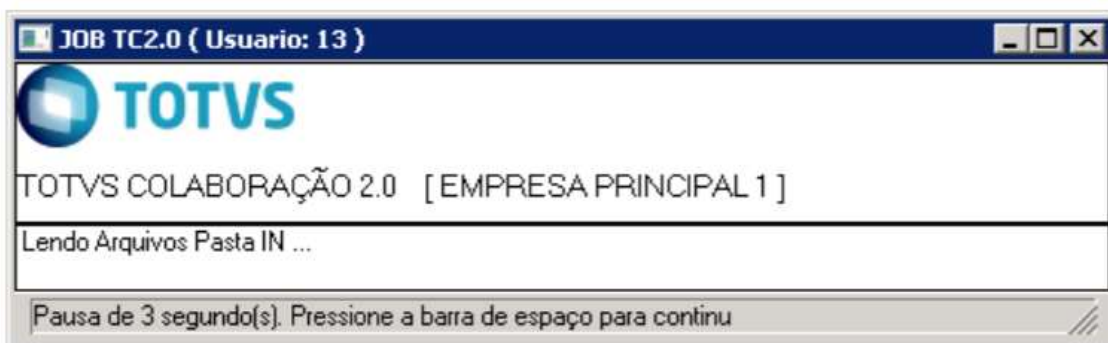 JOB TC2.0 ( Usuario: 13 )
TOTVS
TOTVS COLABORAÇÃO 2.0 [ EMPRESA PRINCIPAL 1 ]
Lendo Arquivos Pasta IN ...
Pausa de 3 segundo(s). Pressione a barra de espaço para continu